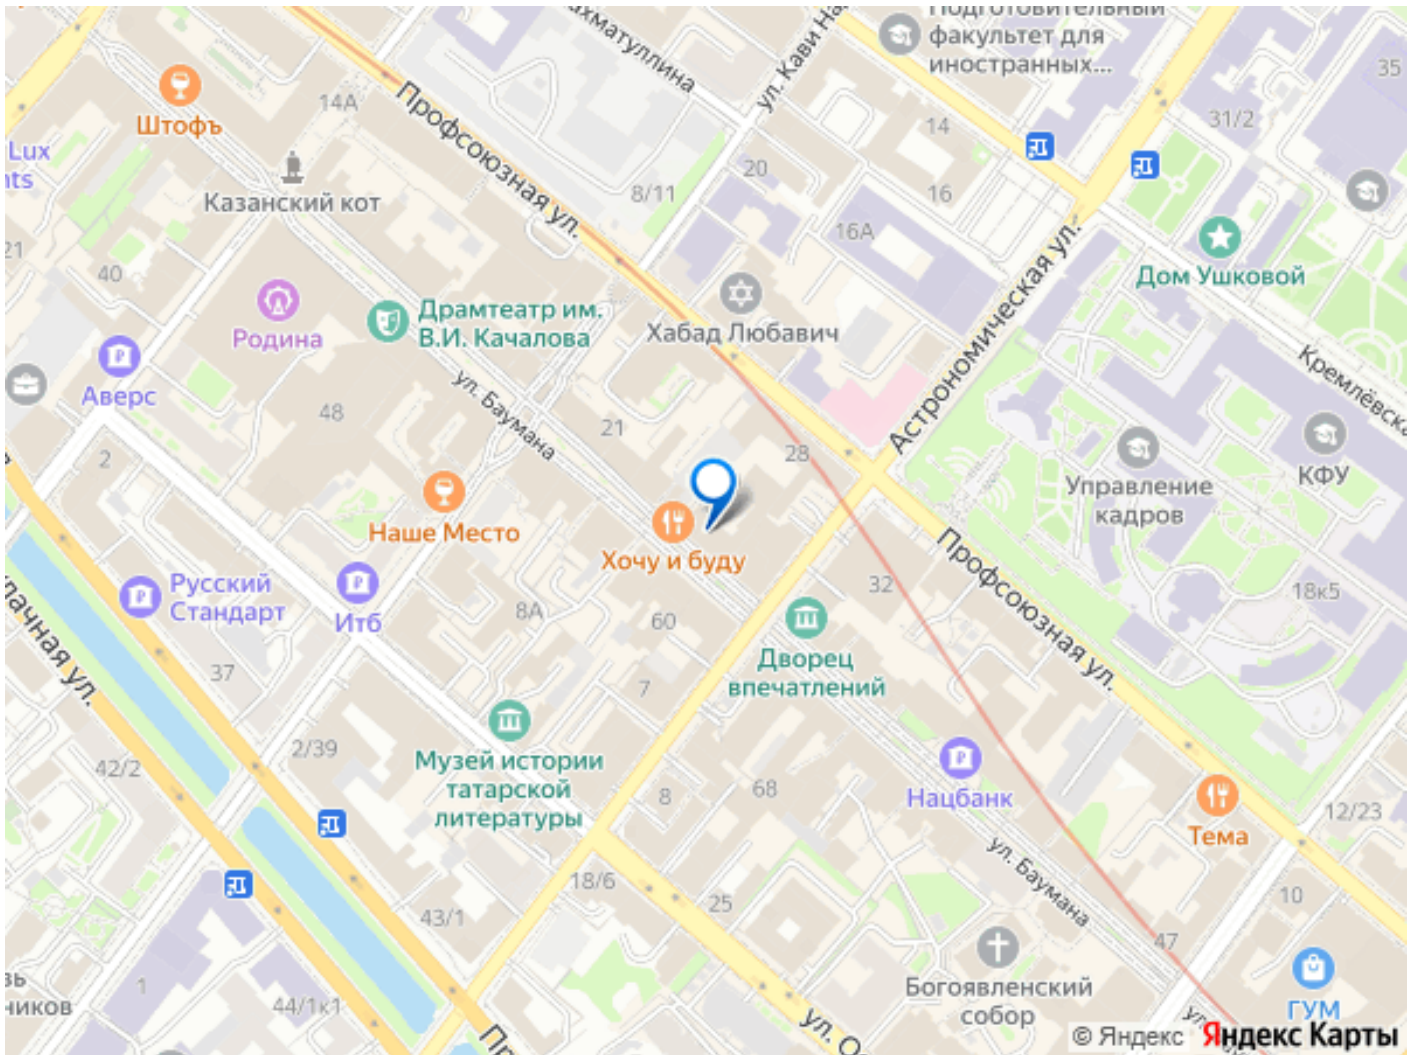 Подготовительный
факультет для
иностранных...
35
Штофъ
14А
Профсоюзная ул.
ул. Кави На
14
31/2
Lux
nts
20
8/11
16
Казанский кот
16А
21
40
Дом Ушковой
Родина
Драмтеатр им.
В.И. Качалова
Хабад Любавич
Астрономическая ул.
Аверс
ул. Баумана
48
21
28
КФУ
2
Управление
кадров
Наше Место
Хочу и буду
Профсоюзная ул.
Русский
Стандарт
Итб
8А
60
32
18к5
37
7
Дворец
впечатлений
2/39
Музей истории
татарской
литературы
42/2
8
68
Нацбанк
12/23
Тема
ул. Баумана
18/6
25
43/1
10
47
Богоявленский
собор
1
44/1к1
ников
ГУМ
ул. О
© Яндекс Яндекс Карты